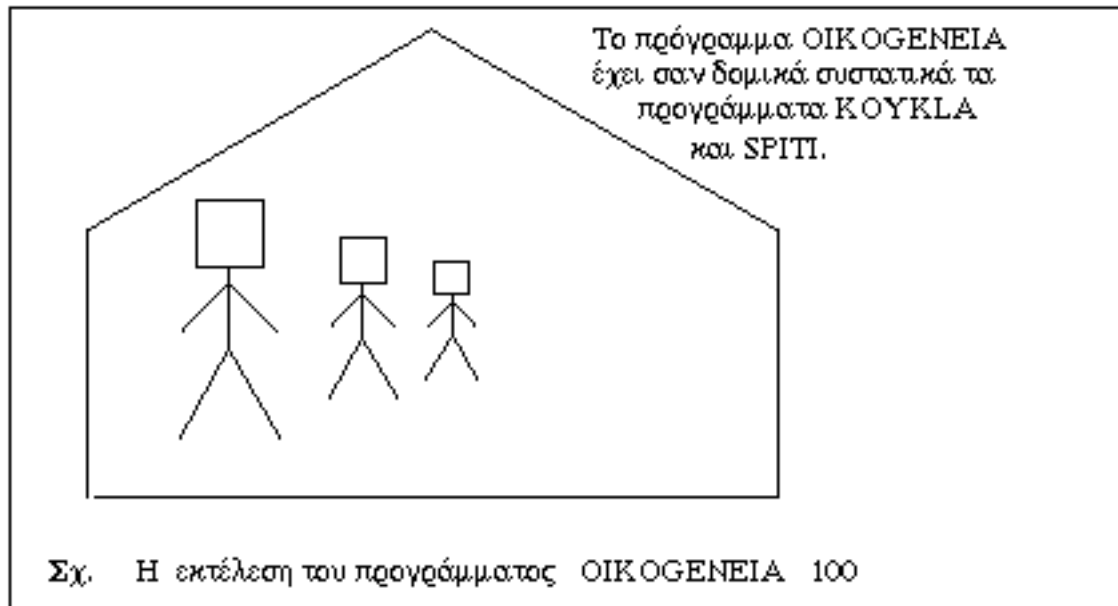 Το πρόγραμμα OIKOGENEIA
έχει σαν δομικά συστατικά τα
προγράμματα KOYKLA
και SPITI.
Σχ. Η εκτέλεση του προγράμματος OIKOGENEIA 100